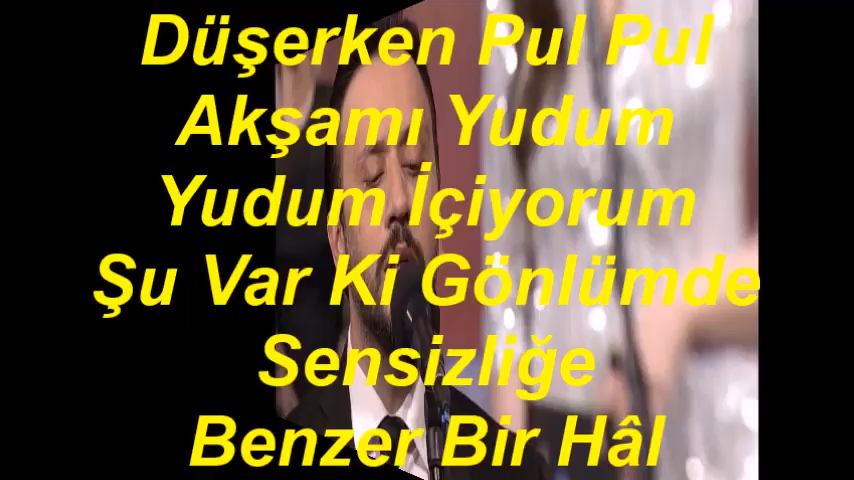 Düşerken Pul Pul
Akşamı Yudum
Yudum İçiyorum
Şu Var Ki Gönlümde
Sensizliğe
Benzer Bir Hâl